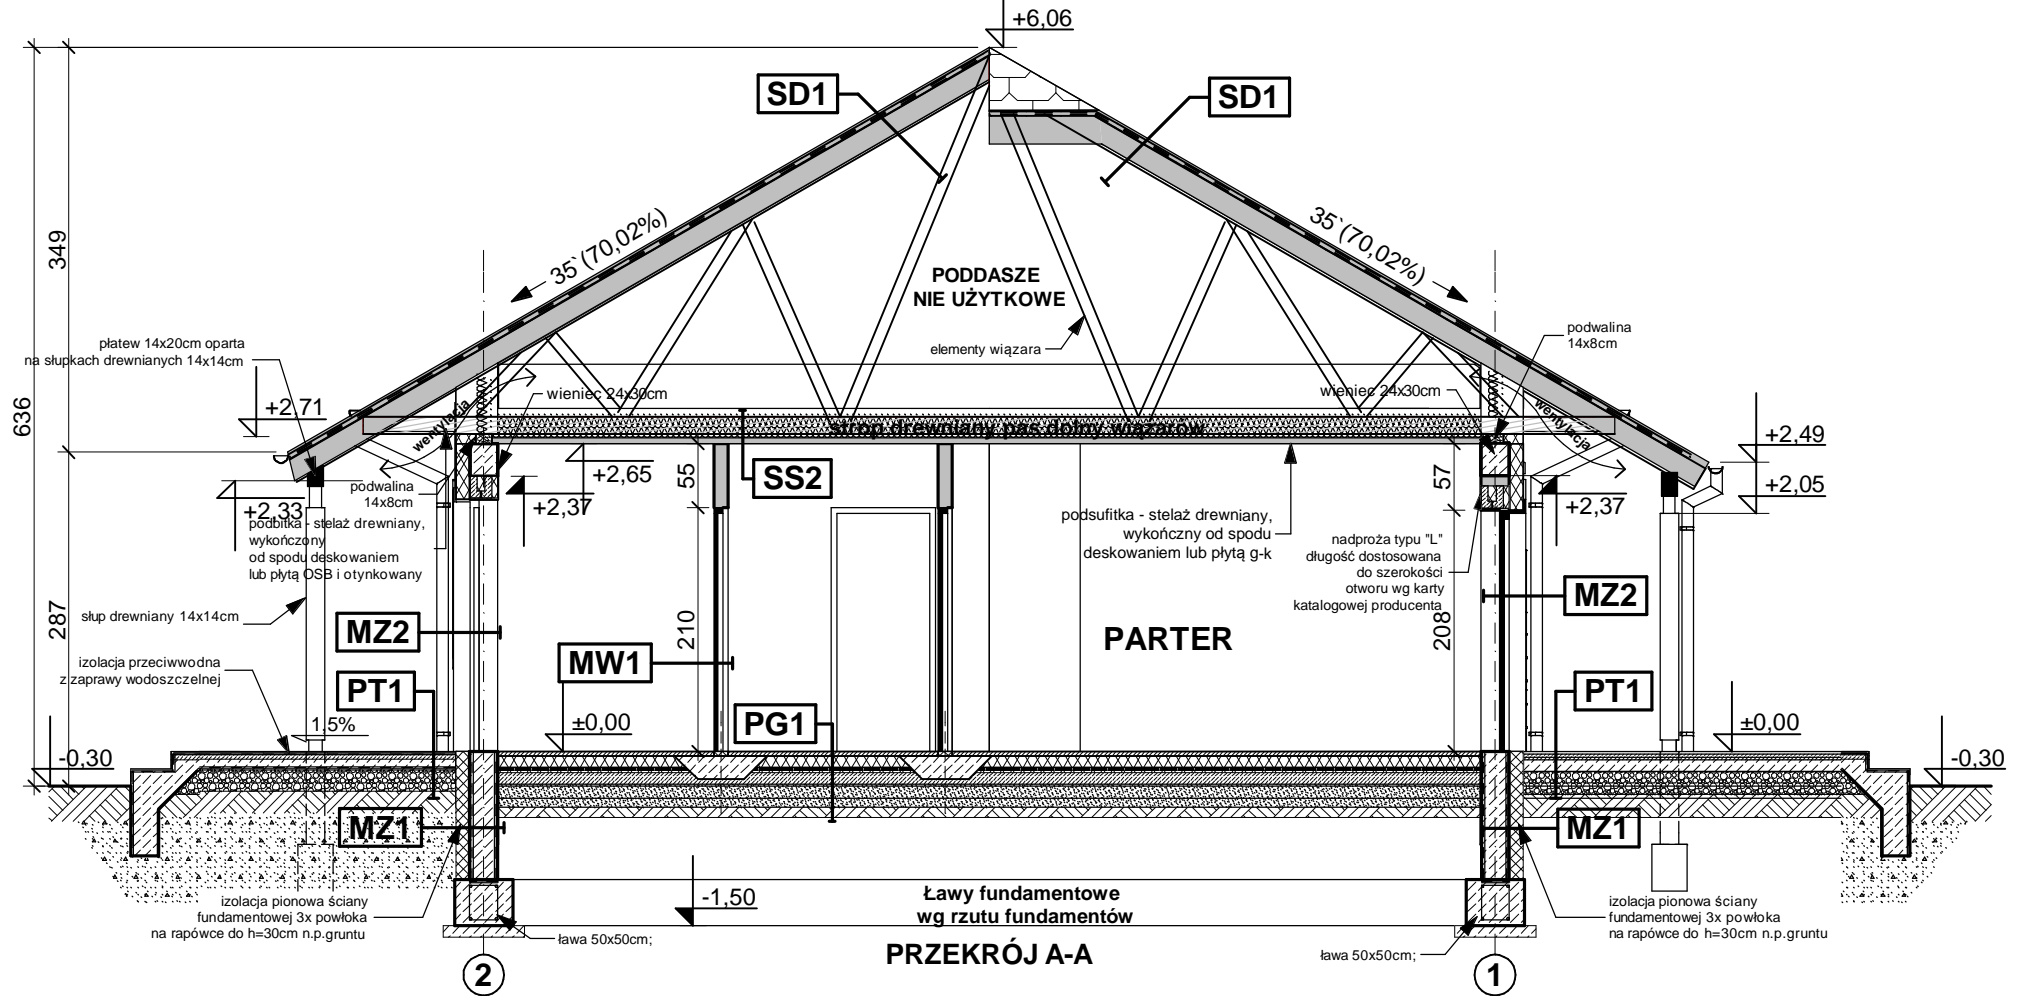 +6,06
SD1
SD1
349
636
287
35`(70,02%)
35`(70,02%)
PODDASZE
NIE UŻYTKOWE
elementy wiązara
płatew 14x20cm oparta
na słupkach drewnianych 14x14cm
podwalina
14x8cm
wieniec 24x30cm
wieniec 24x30cm
+2,71
wentylacja
wentylacja
strop drewniany pas dolny wiązarów
+2,49
+2,65
55
SS2
57
podwalina
14x8cm
+2,33
+2,37
+2,37
+2,05
podbitka - stelaż drewniany,
wykończony
od spodu deskowaniem
lub płytą OSB i otynkowany
podsufitka - stelaż drewniany,
wykończny od spodu
deskowaniem lub płytą g-k
nadproża typu "L"
długość dostosowana
do szerokości
otworu wg karty
katalogowej producenta
słup drewniany 14x14cm
MZ2
MZ2
210
208
PARTER
MW1
izolacja przeciwwodna
z zaprawy wodoszczelnej
PT1
PT1
1,5%
±0,00
PG1
±0,00
-0,30
-0,30
MZ1
MZ1
izolacja pionowa ściany
fundamentowej 3x powłoka
na rapówce do h=30cm n.p.gruntu
-1,50
Ławy fundamentowe
wg rzutu fundamentów
izolacja pionowa ściany
fundamentowej 3x powłoka
na rapówce do h=30cm n.p.gruntu
ława 50x50cm;
PRZEKRÓJ A-A
ława 50x50cm;
2
1